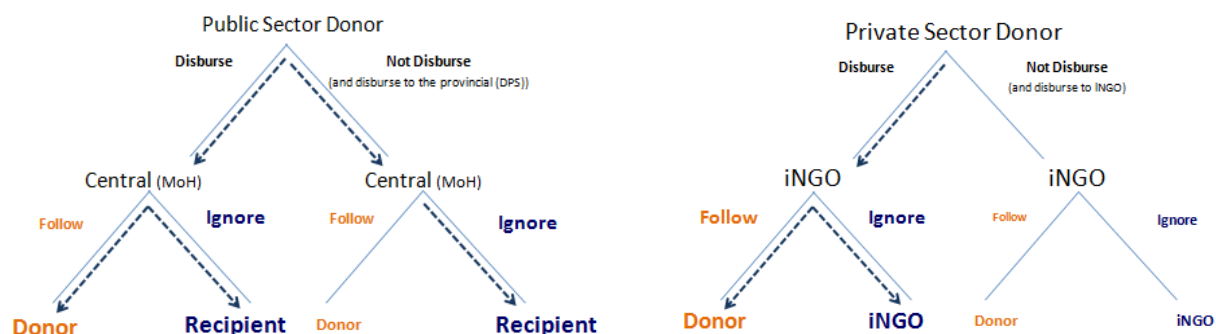 Public Sector Donor
Disburse
Not Disburse
(and disburse to the provincial (DPS))
Central (MoH)
Central (MoH)
Follow
Ignore
Follow
Ignore
Donor
Recipient
Donor
Recipient
Private Sector Donor
Disburse
Not Disburse
(and disburse to INGO)
iNGO
iNGO
Follow
Ignore
Follow
Ignore
Donor
iNGO
Donor
iNGO